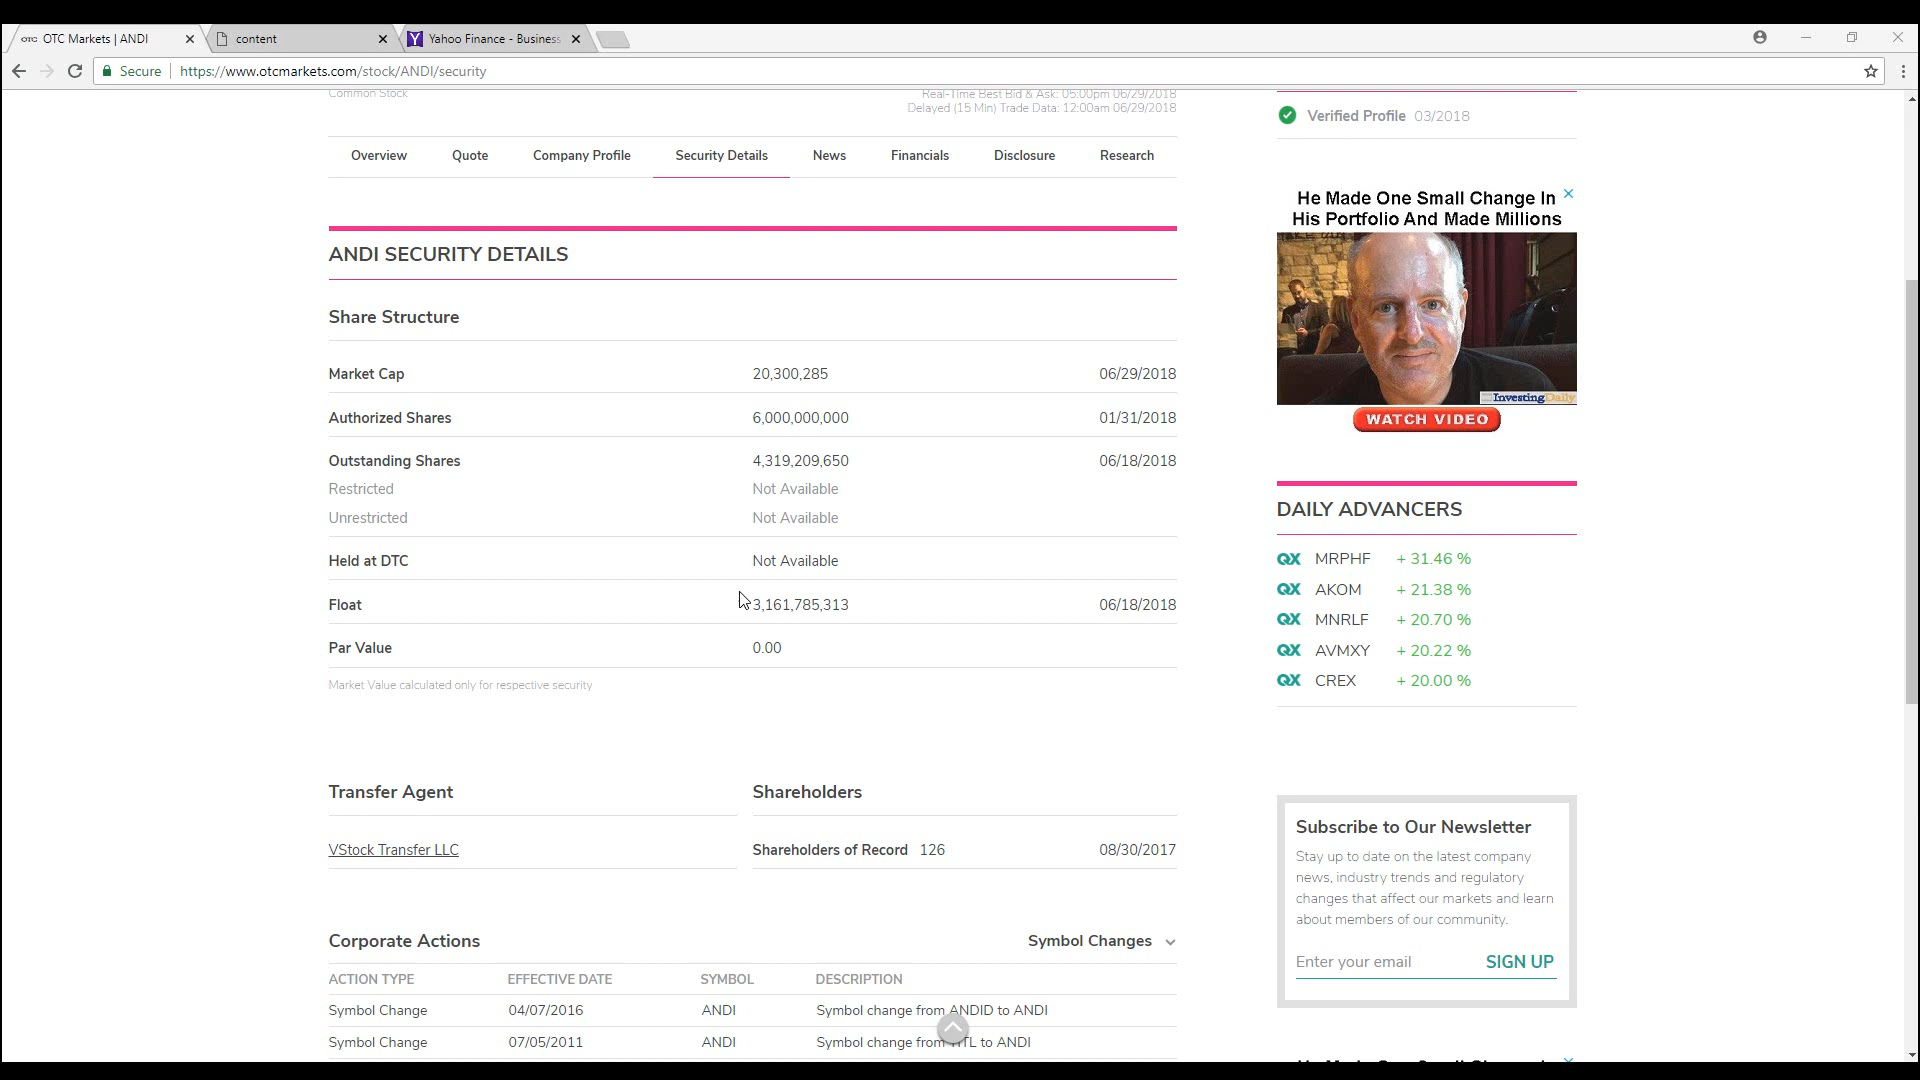 OTC OTC Markets | ANDI
content
Yahoo Finance - Business
Secure
https://www.otcmarkets.com/stock/ANDI/security
Common Stock
Real-Time Best Bid & Ask: 05:00pm 06/29/2018
Delayed (15 Min) Trade Data: 12:00am 06/29/2018
Overview Quote Company Profile Security Details News Financials Disclosure Research
ANDI SECURITY DETAILS
Share Structure
Market Cap 20,300,285 06/29/2018
Authorized Shares 6,000,000,000 01/31/2018
Outstanding Shares 4,319,209,650 06/18/2018
Restricted Not Available
Unrestricted Not Available
Held at DTC Not Available
Float 3,161,785,313 06/18/2018
Par Value 0.00
Market Value calculated only for respective security
Transfer Agent
VStock Transfer LLC
Shareholders
Shareholders of Record 126 08/30/2017
Corporate Actions
Symbol Changes
ACTION TYPE EFFECTIVE DATE SYMBOL DESCRIPTION
Symbol Change 04/07/2016 ANDI Symbol change from ANDID to ANDI
Symbol Change 07/05/2011 ANDI Symbol change from to ANDI
Verified Profile 03/2018
He Made One Small Change In
His Portfolio And Made Millions
InvestingDaily
WATCH VIDEO
DAILY ADVANCERS
QX MRPHF + 31.46 %
QX AKOM + 21.38 %
QX MNRLF + 20.70 %
QX AVMXY + 20.22 %
QX CREX + 20.00 %
Subscribe to Our Newsletter
Stay up to date on the latest company
news, industry trends and regulatory
changes that affect our markets and learn
about members of our community.
Enter your email
SIGN UP